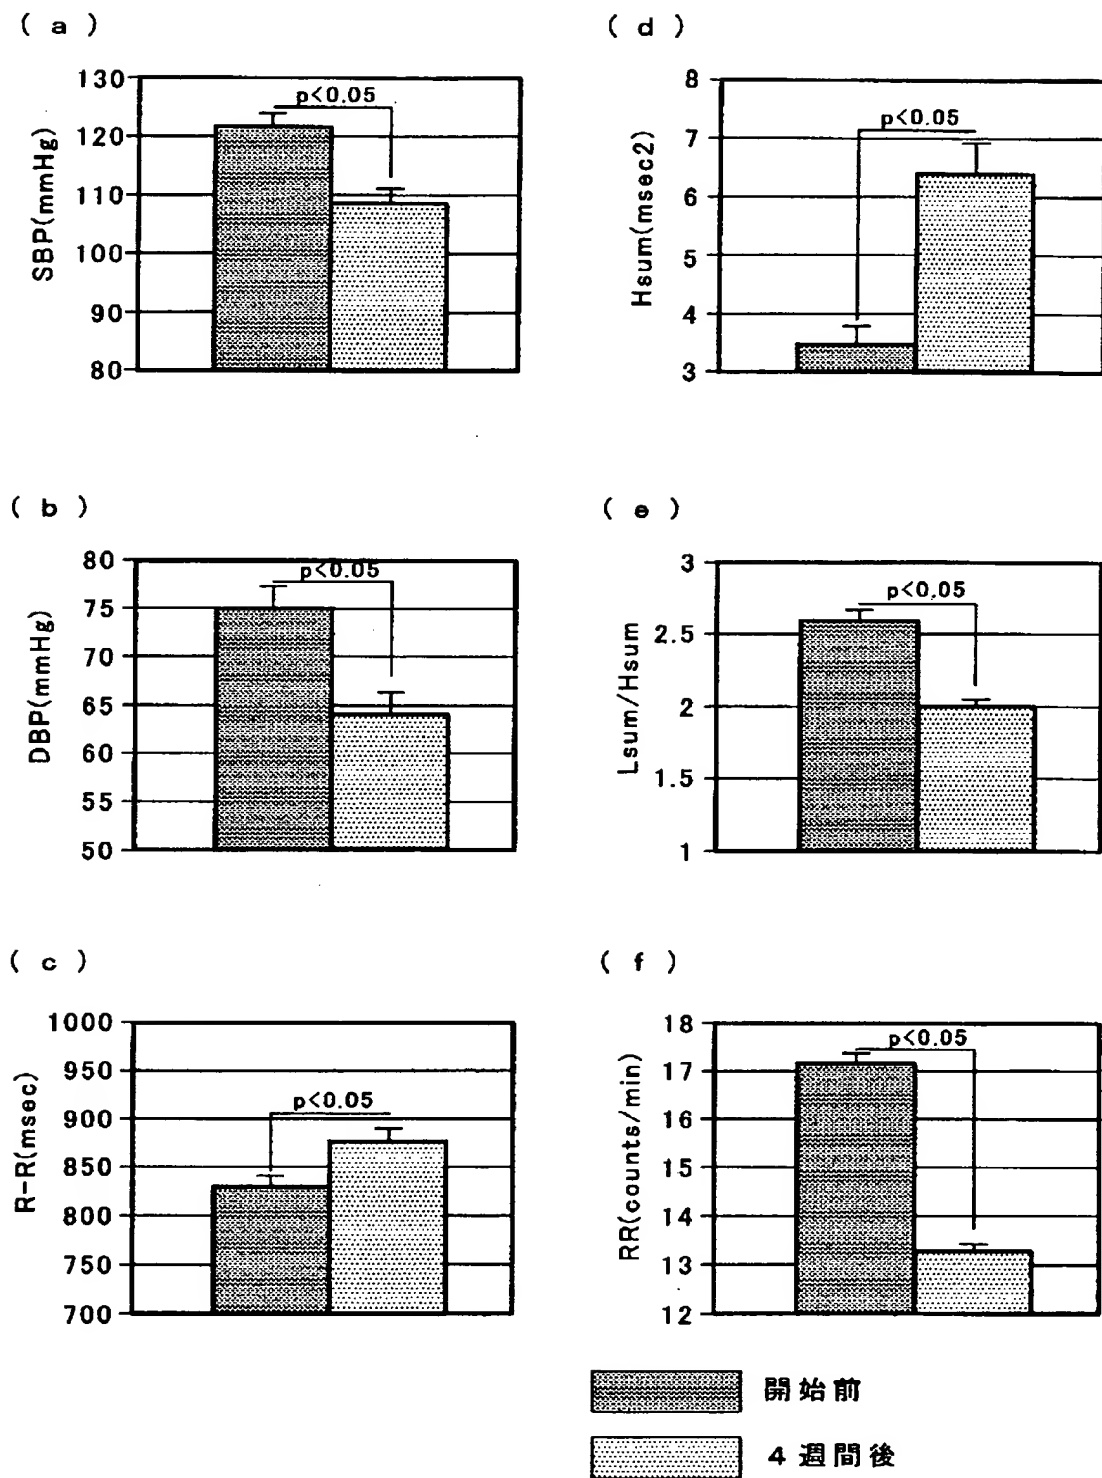 ( a )
130
120
110
100
90
80
SBP(mmHg)
p<0.05
( d )
8
7
6
5
4
3
Hsum(msec2)
p<0.05
( b )
80
75
70
65
60
55
50
DBP(mmHg)
p<0.05
( e )
3
2.5
2
1.5
1
Lsum/Hsum
p<0.05
( c )
1000
950
900
850
800
750
700
R-R(msec)
p<0.05
( f )
18
17
16
15
14
13
12
RR(counts/min)
p<0.05
開始前
4週間後